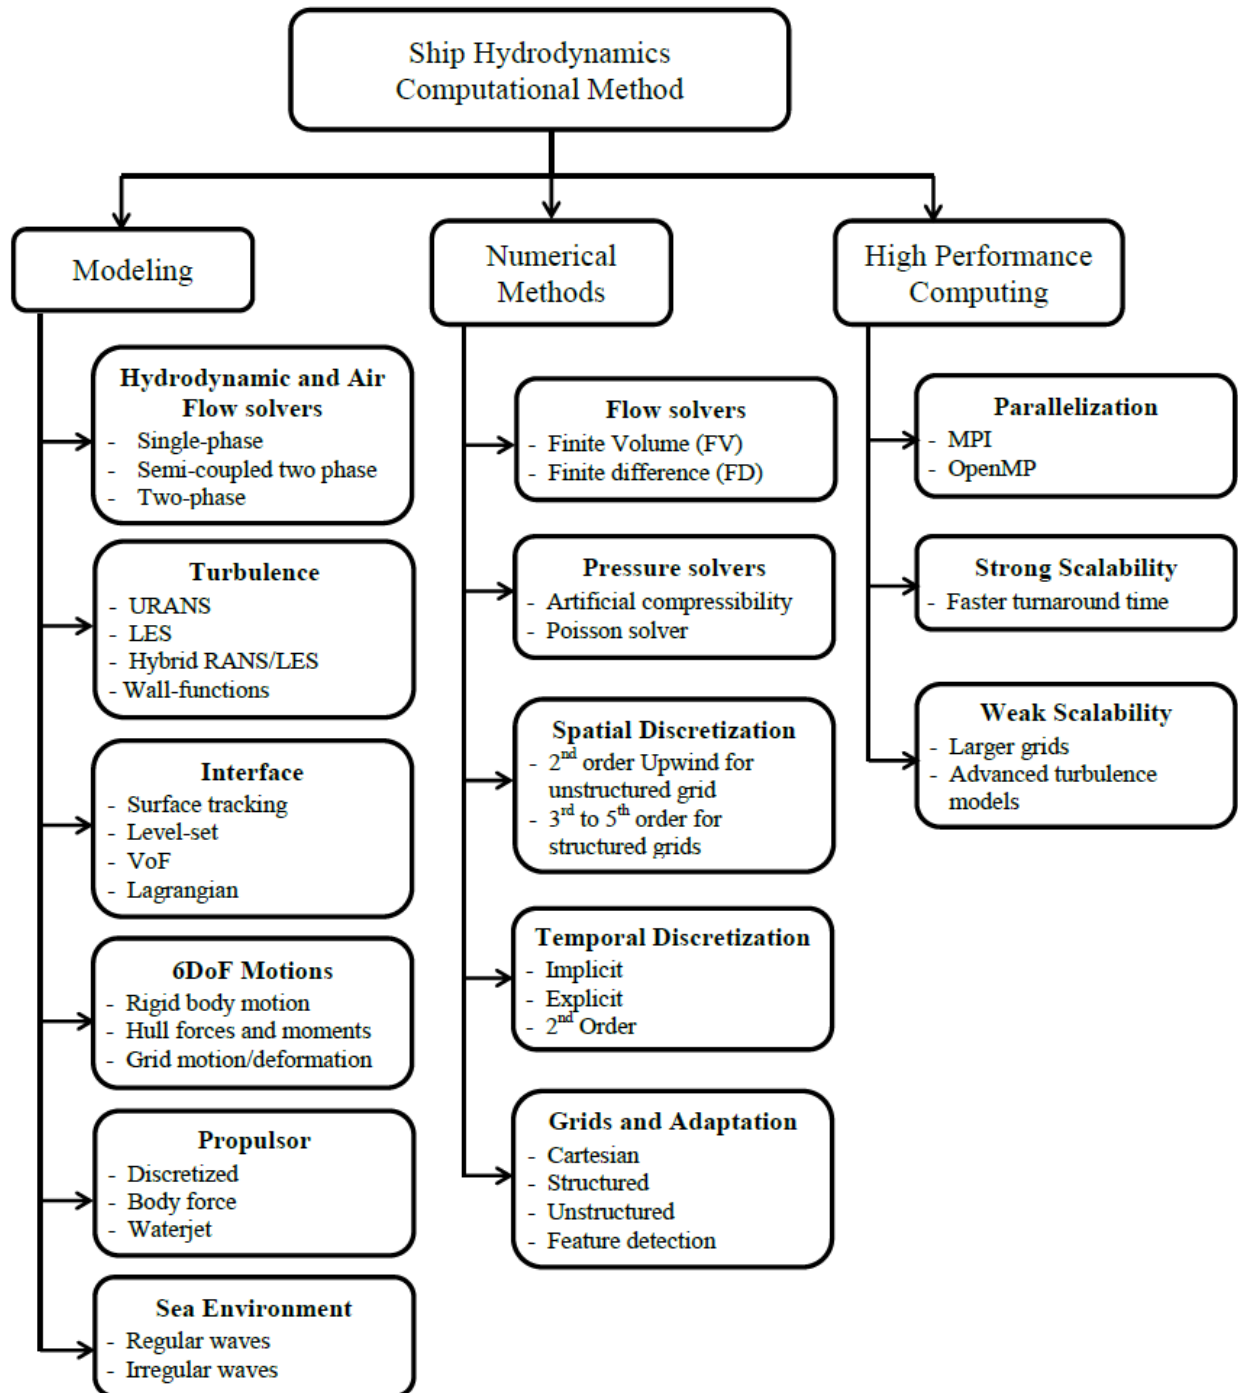 Ship Hydrodynamics
Computational Method
Modeling
Hydrodynamic and Air
Flow solvers
- Single-phase
- Semi-coupled two phase
- Two-phase
Turbulence
- URANS
- LES
- Hybrid RANS/LES
- Wall-functions
Interface
- Surface tracking
- Level-set
- VoF
- Lagrangian
6DoF Motions
- Rigid body motion
- Hull forces and moments
- Grid motion/deformation
Propulsor
- Discretized
- Body force
- Waterjet
Sea Environment
- Regular waves
- Irregular waves
Numerical
Methods
Flow solvers
- Finite Volume (FV)
- Finite difference (FD)
Pressure solvers
- Artificial compressibility
- Poisson solver
Spatial Discretization
- 2nd order Upwind for
unstructured grid
- 3rd to 5th order for
structured grids
Temporal Discretization
- Implicit
- Explicit
- 2nd Order
Grids and Adaptation
- Cartesian
- Structured
- Unstructured
- Feature detection
High Performance
Computing
Parallelization
- MPI
- OpenMP
Strong Scalability
- Faster turnaround time
Weak Scalability
- Larger grids
- Advanced turbulence
models